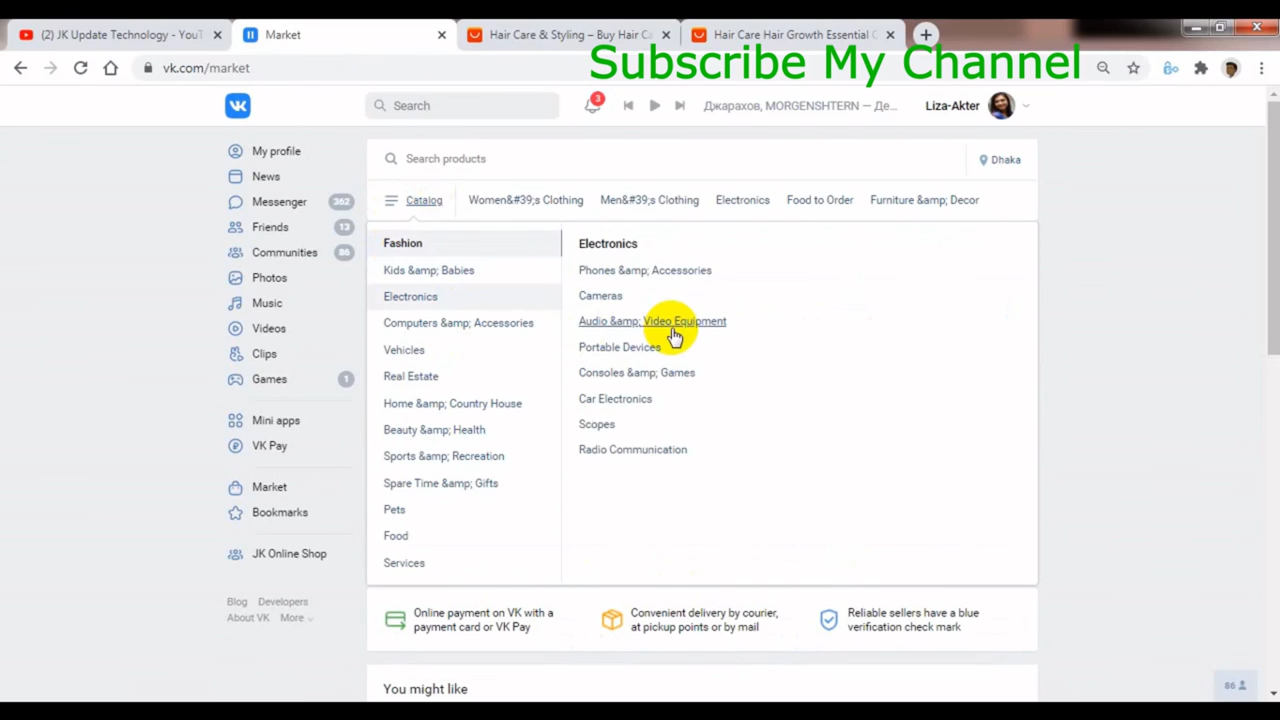 (2) JK Update Technology - YouT
Market
Hair Care & Styling – Buy Hair Ca
Hair Care Hair Growth Essential O
Subscribe My Channel
vk.com/market
Search
3
Джарахов, MORGENSHTERN — Де...
Liza-Akter
My profile
News
Messenger 362
Friends 13
Communities 86
Photos
Music
Videos
Clips
Games 1
Mini apps
VK Pay
Market
Bookmarks
JK Online Shop
Blog Developers
About VK More
Search products
Dhaka
Catalog
Women&#39;s Clothing
Men&#39;s Clothing
Electronics
Food to Order
Furniture &amp; Decor
Fashion
Kids &amp; Babies
Electronics
Computers &amp; Accessories
Vehicles
Real Estate
Home &amp; Country House
Beauty &amp; Health
Sports &amp; Recreation
Spare Time &amp; Gifts
Pets
Food
Services
Electronics
Phones &amp; Accessories
Cameras
Audio &amp; Video Equipment
Portable Devices
Consoles &amp; Games
Car Electronics
Scopes
Radio Communication
Online payment on VK with a
payment card or VK Pay
Convenient delivery by courier,
at pickup points or by mail
Reliable sellers have a blue
verification check mark
You might like
86